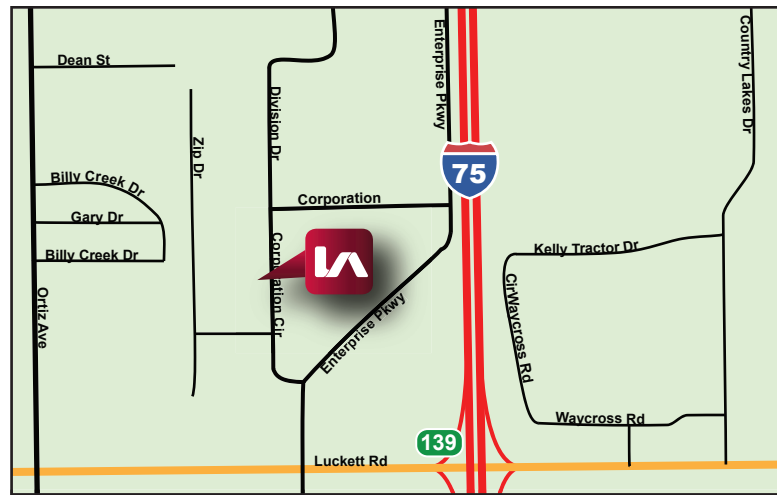 Dean St
Enterprise Pkwy
Country Lakes Dr
Division Dr
Zip Dr
75
Billy Creek Dr
Corporation
Gary Dr
Billy Creek Dr
Corporation Cir
Kelly Tractor Dr
Ortiz Ave
CirWaycross Rd
Enterprise Pkwy
Waycross Rd
139
Luckett Rd